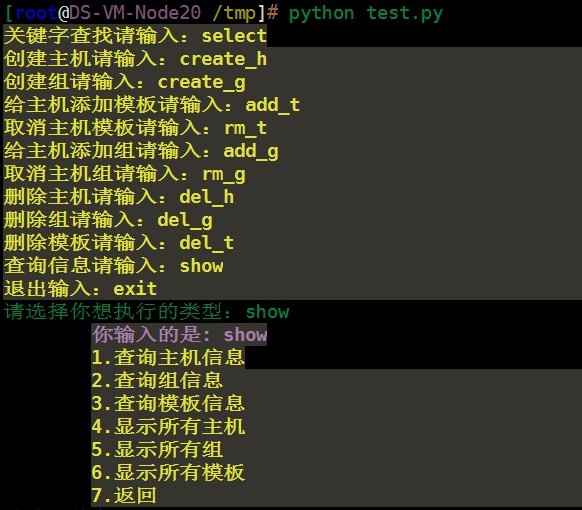 [root@DS-VM-Node20 /tmp]# python test.py
关键字查找请输入：select
创建主机请输入：create_h
创建组请输入：create_g
给主机添加模板请输入：add_t
取消主机模板请输入：rm_t
给主机添加组请输入：add_g
取消主机组请输入：rm_g
删除主机请输入：del_h
删除组请输入：del_g
删除模板请输入：del_t
查询信息请输入：show
退出输入：exit
请选择你想执行的类型：show
你输入的是: show
1.查询主机信息
2.查询组信息
3.查询模板信息
4.显示所有主机
5.显示所有组
6.显示所有模板
7.返回